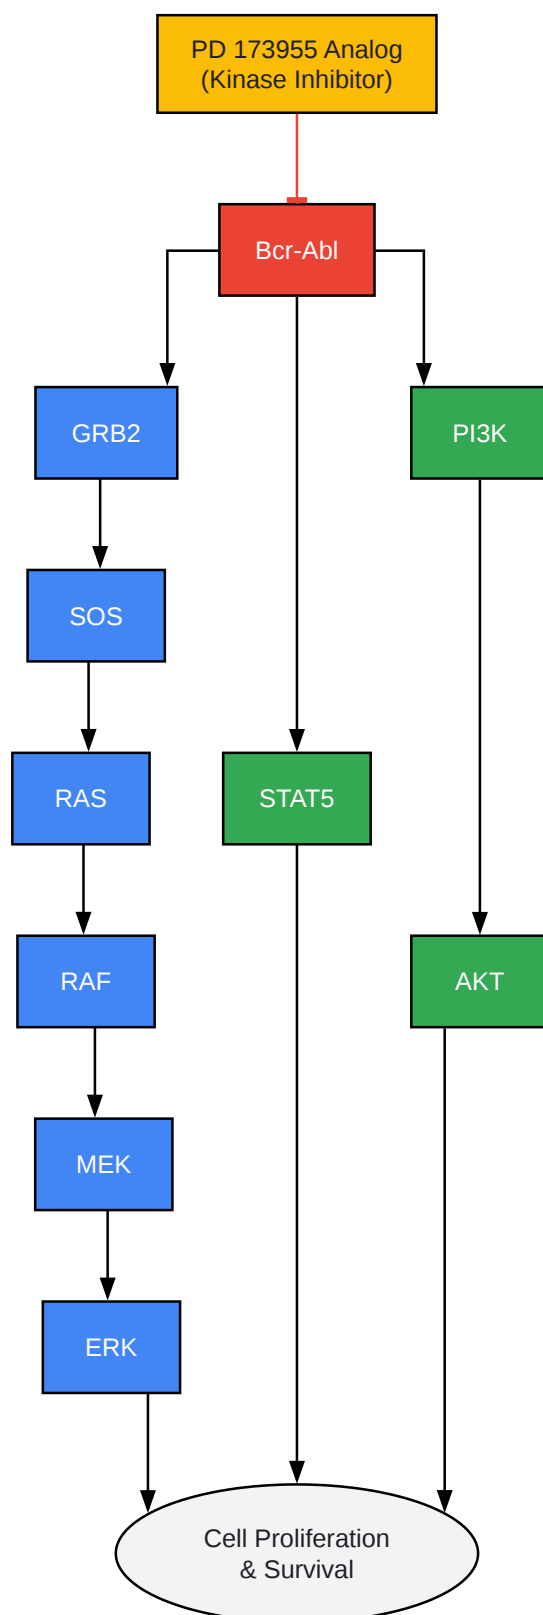 PD 173955 Analog
(Kinase Inhibitor)
Bcr-Abl
GRB2
PI3K
SOS
RAS
STAT5
RAF
AKT
MEK
ERK
Cell Proliferation
& Survival